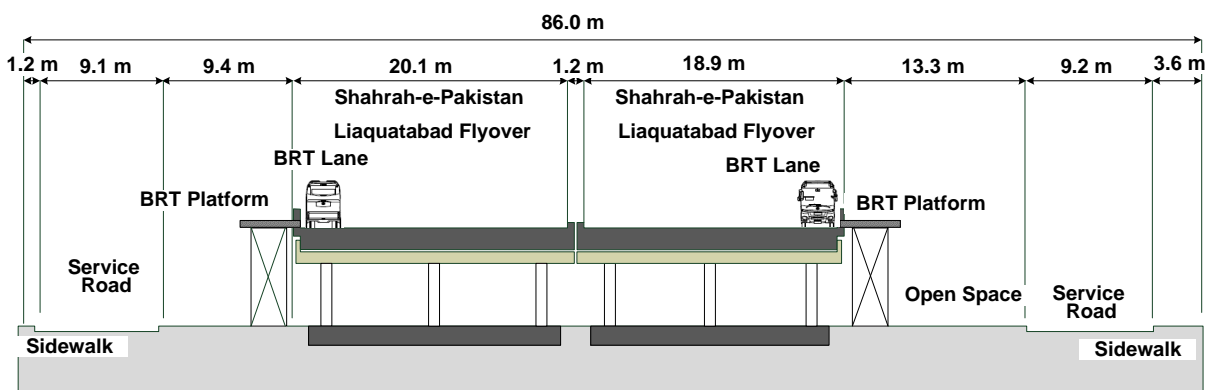 86.0 m
1.2 m 9.1 m 9.4 m 20.1 m 1.2 m 18.9 m 13.3 m 9.2 m 3.6 m
Shahrah-e-Pakistan
Liaquatabad Flyover
Shahrah-e-Pakistan
Liaquatabad Flyover
BRT Lane
BRT Lane
BRT Platform
BRT Platform
Service
Road
Open Space
Service
Road
Sidewalk
Sidewalk